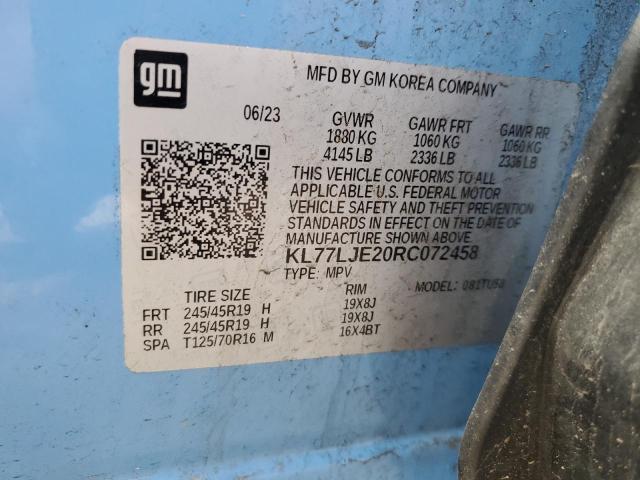 gm
MFD BY GM KOREA COMPANY
06/23 GVWR GAWR FRT GAWR RR
1880 KG 1060 KG 1060 KG
4145 LB 2336 LB 2336 LB
THIS VEHICLE CONFORMS TO ALL
APPLICABLE U.S. FEDERAL MOTOR
VEHICLE SAFETY AND THEFT PREVENTION
STANDARDS IN EFFECT ON THE DATE OF
MANUFACTURE SHOWN ABOVE.
KL77LJE20RC072458
TYPE: MPV MODEL: 081TU58
TIRE SIZE RIM
FRT 245/45R19 H 19X8J
RR 245/45R19 H 19X8J
SPA T125/70R16 M 16X4BT